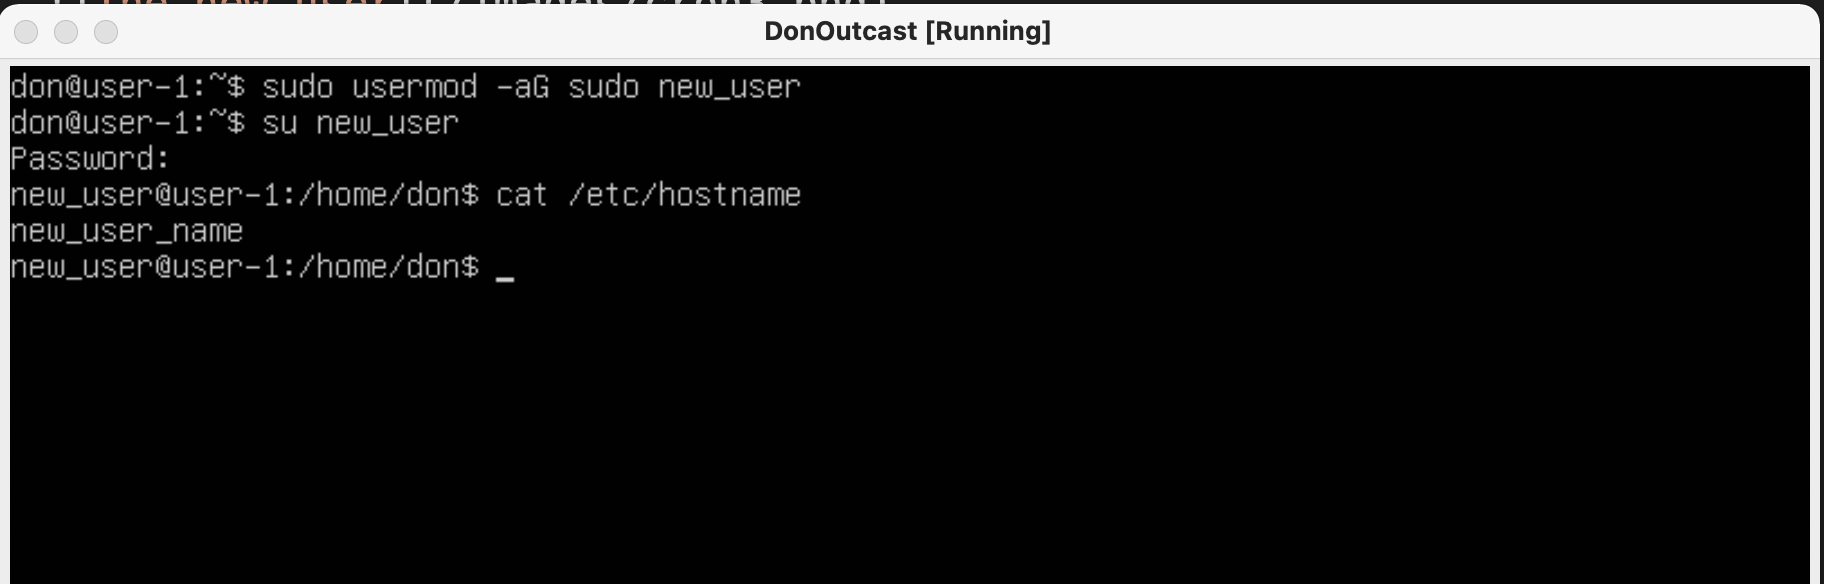 DonOutcast [Running]
don@user-1:~$ sudo usermod -aG sudo new_user
don@user-1:~$ su new_user
Password:
new_user@user-1:/home/don$ cat /etc/hostname
new_user_name
new_user@user-1:/home/don$ _